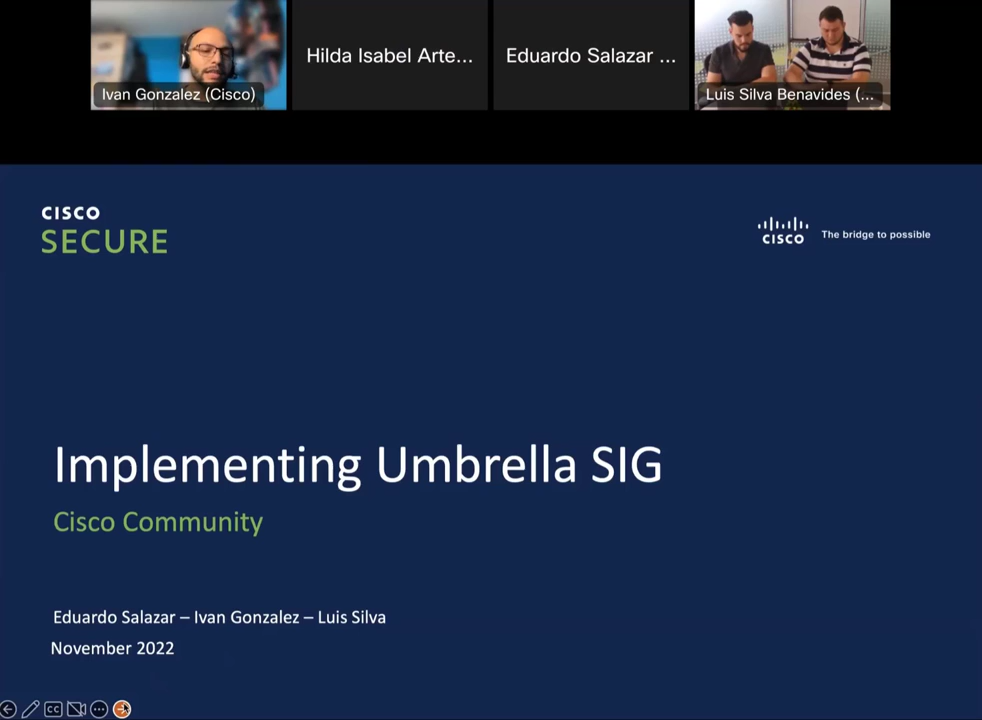 Ivan Gonzalez (Cisco)
Hilda Isabel Arte...
Eduardo Salazar ...
Luis Silva Benavides (...
CISCO
SECURE
CISCO
The bridge to possible
Implementing Umbrella SIG
Cisco Community
Eduardo Salazar – Ivan Gonzalez – Luis Silva
November 2022
CC